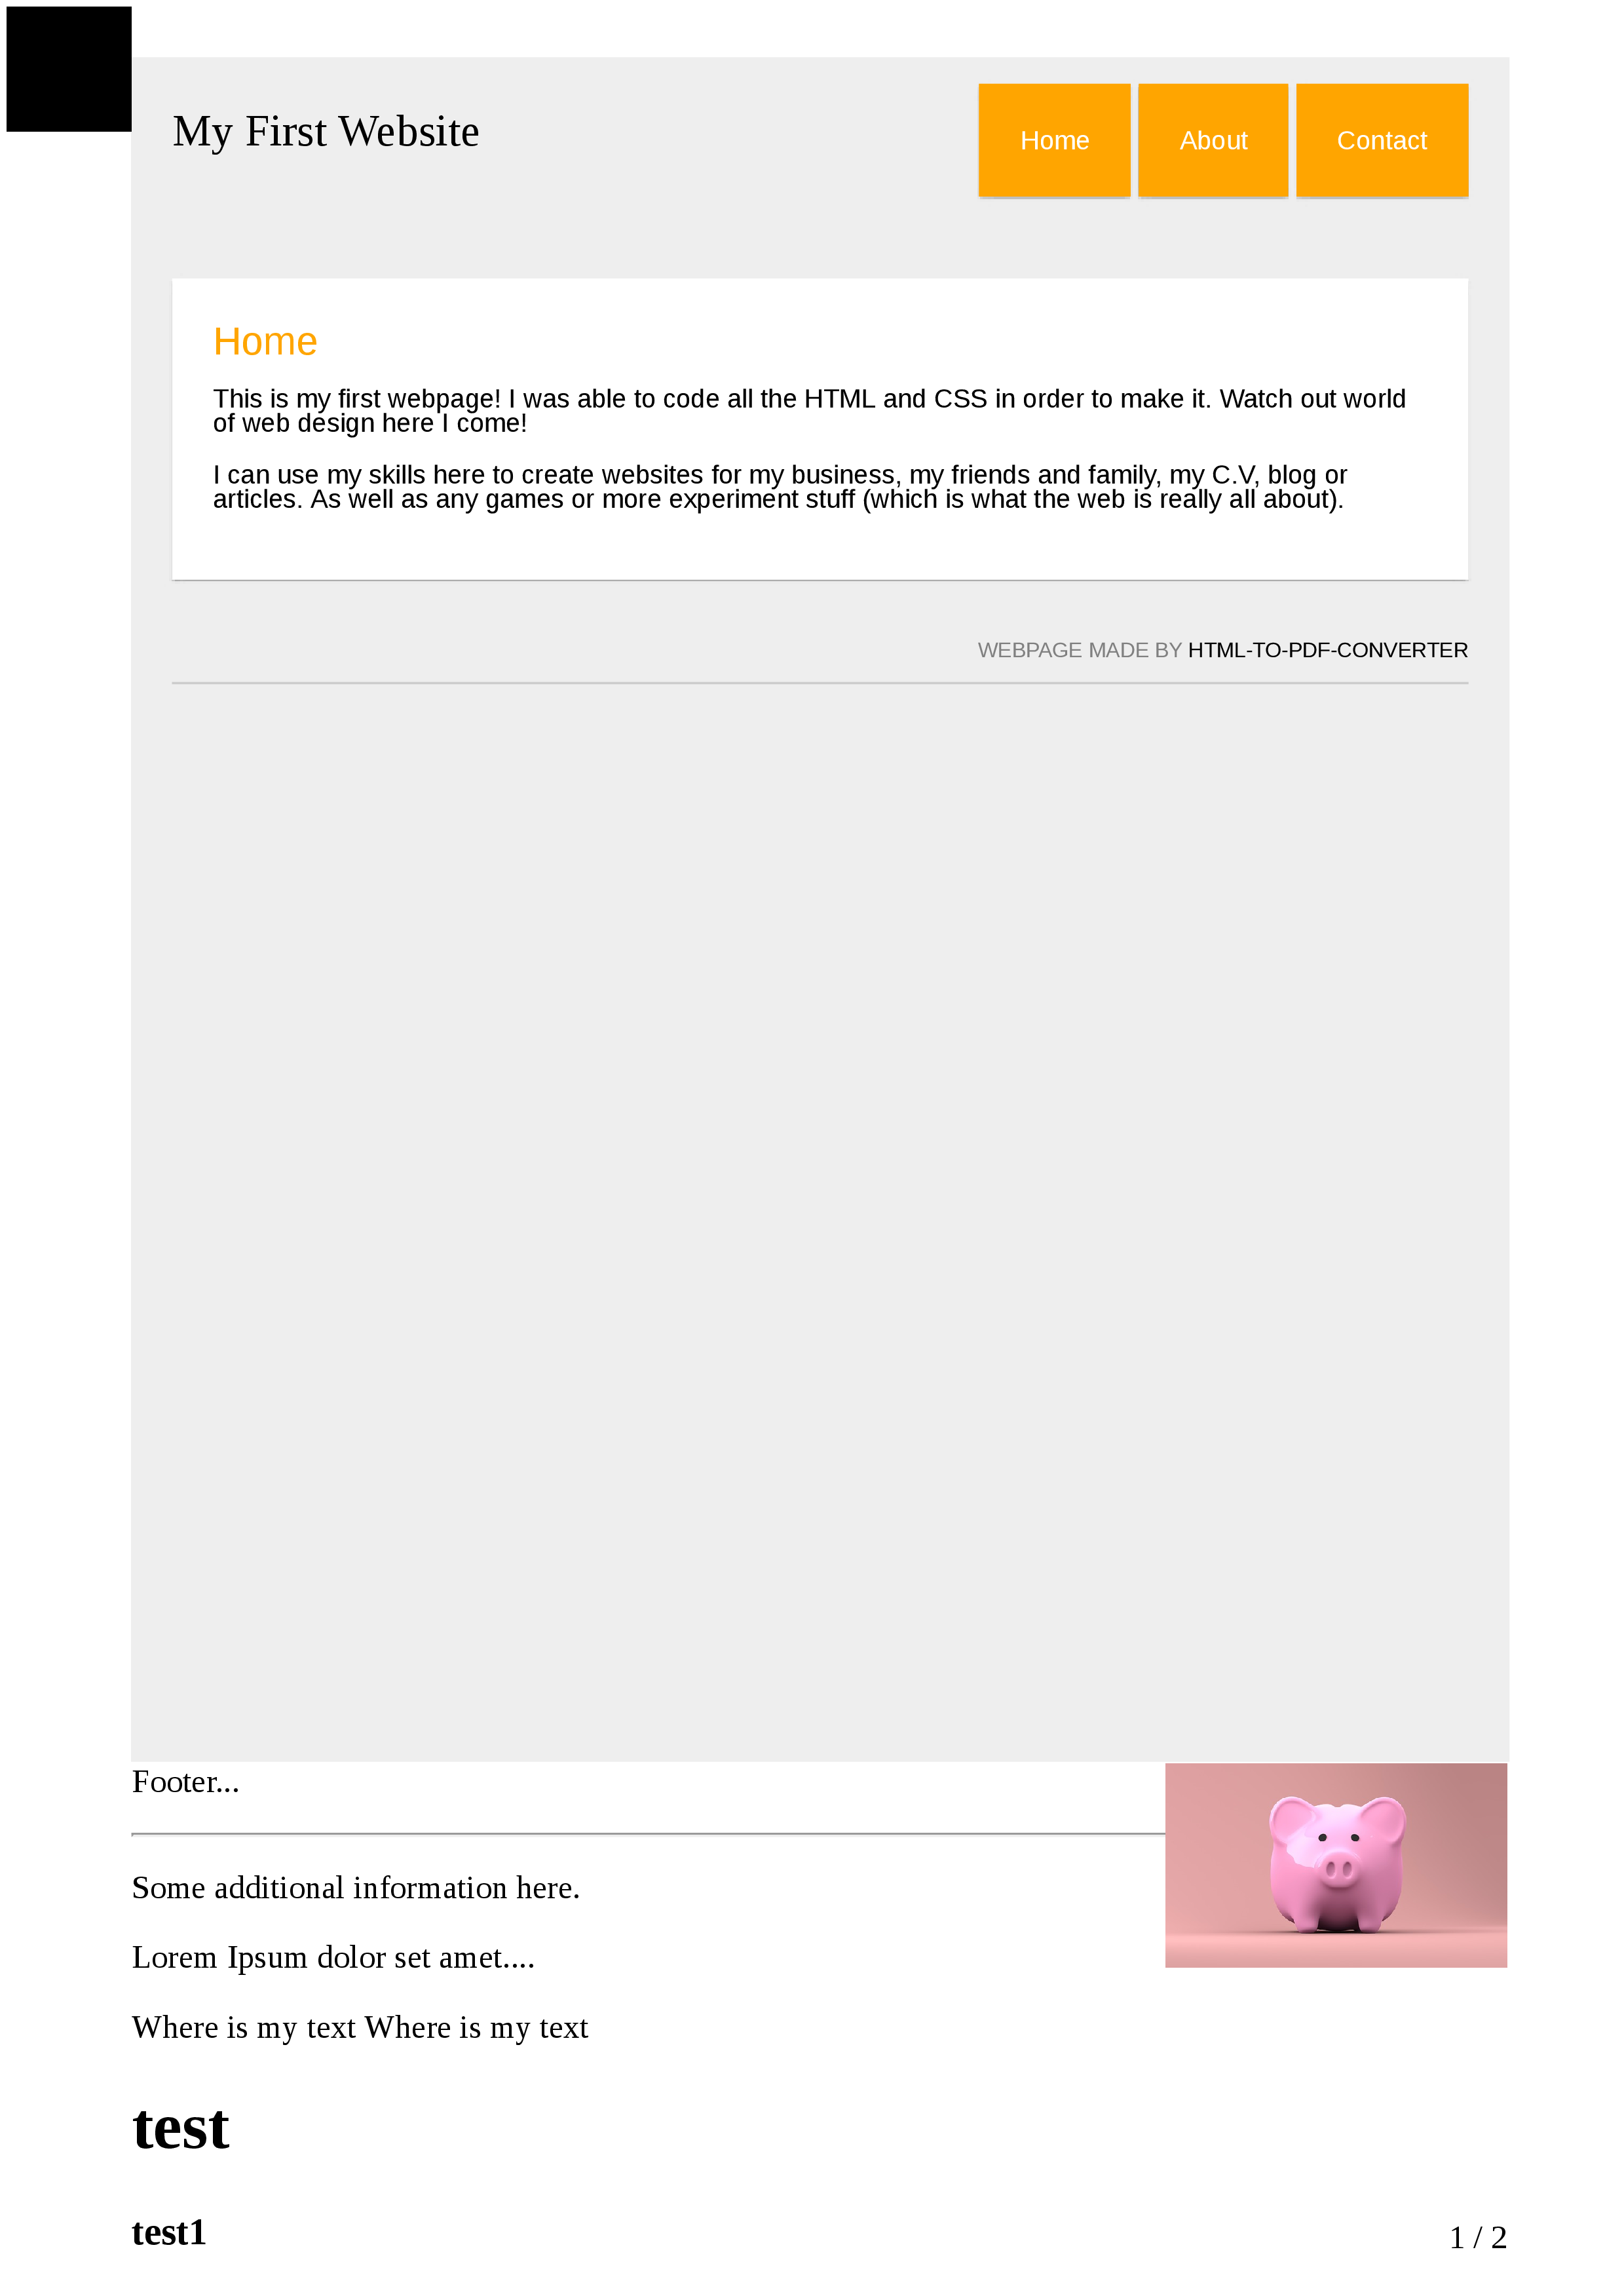 My First Website
Home
About
Contact
Home
This is my first webpage! I was able to code all the HTML and CSS in order to make it. Watch out world
of web design here I come!
I can use my skills here to create websites for my business, my friends and family, my C.V, blog or
articles. As well as any games or more experiment stuff (which is what the web is really all about).
WEBPAGE MADE BY HTML-TO-PDF-CONVERTER
Footer...
Some additional information here.
Lorem Ipsum dolor set amet....
Where is my text Where is my text
test
test1
1 / 2